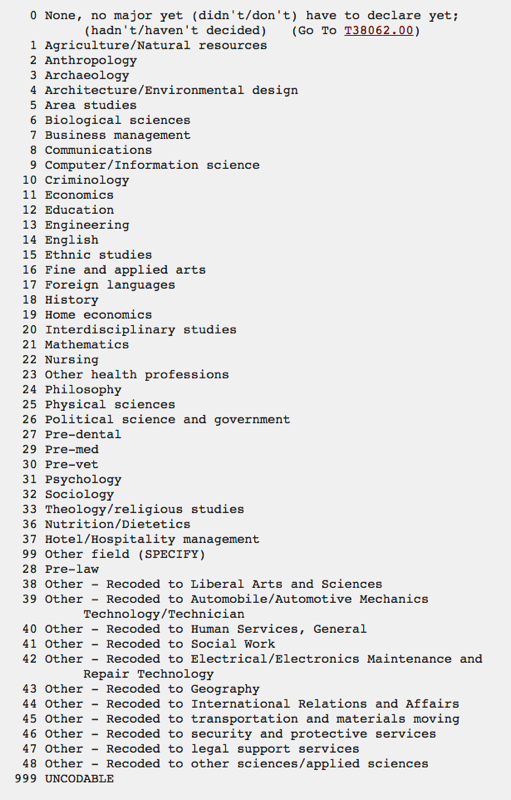 0 None, no major yet (didn't/don't) have to declare yet;
(hadn't/haven't decided) (Go To T38062.00)
1 Agriculture/Natural resources
2 Anthropology
3 Archaeology
4 Architecture/Environmental design
5 Area studies
6 Biological sciences
7 Business management
8 Communications
9 Computer/Information science
10 Criminology
11 Economics
12 Education
13 Engineering
14 English
15 Ethnic studies
16 Fine and applied arts
17 Foreign languages
18 History
19 Home economics
20 Interdisciplinary studies
21 Mathematics
22 Nursing
23 Other health professions
24 Philosophy
25 Physical sciences
26 Political science and government
27 Pre-dental
29 Pre-med
30 Pre-vet
31 Psychology
32 Sociology
33 Theology/religious studies
36 Nutrition/Dietetics
37 Hotel/Hospitality management
99 Other field (SPECIFY)
28 Pre-law
38 Other - Recoded to Liberal Arts and Sciences
39 Other - Recoded to Automobile/Automotive Mechanics
Technology/Technician
40 Other - Recoded to Human Services, General
41 Other - Recoded to Social Work
42 Other - Recoded to Electrical/Electronics Maintenance and
Repair Technology
43 Other - Recoded to Geography
44 Other - Recoded to International Relations and Affairs
45 Other - Recoded to transportation and materials moving
46 Other - Recoded to security and protective services
47 Other - Recoded to legal support services
48 Other - Recoded to other sciences/applied sciences
999 UNCODABLE